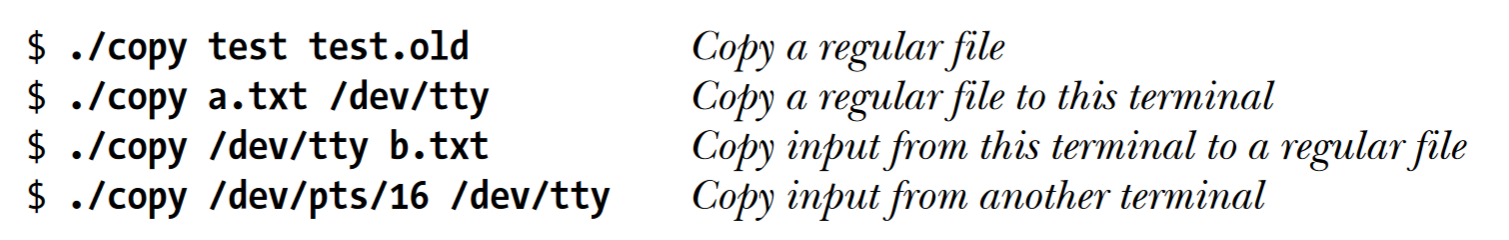 $ ./copy test test.old Copy a regular file
$ ./copy a.txt /dev/tty Copy a regular file to this terminal
$ ./copy /dev/tty b.txt Copy input from this terminal to a regular file
$ ./copy /dev/pts/16 /dev/tty Copy input from another terminal